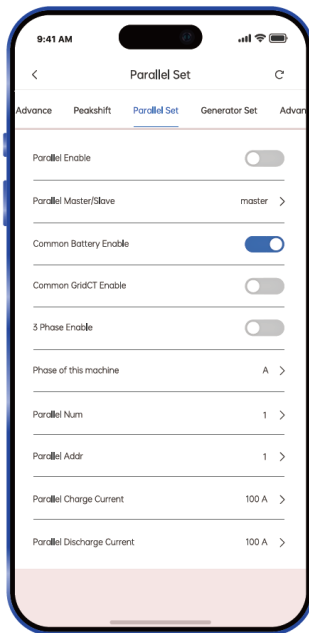 9:41 AM
Parallel Set
Advance Peakshift Parallel Set Generator Set Advan
Parallel Enable
Parallel Master/Slave master
Common Battery Enable
Common GridCT Enable
3 Phase Enable
Phase of this machine A
Parallel Num 1
Parallel Addr 1
Parallel Charge Current 100 A
Parallel Discharge Current 100 A